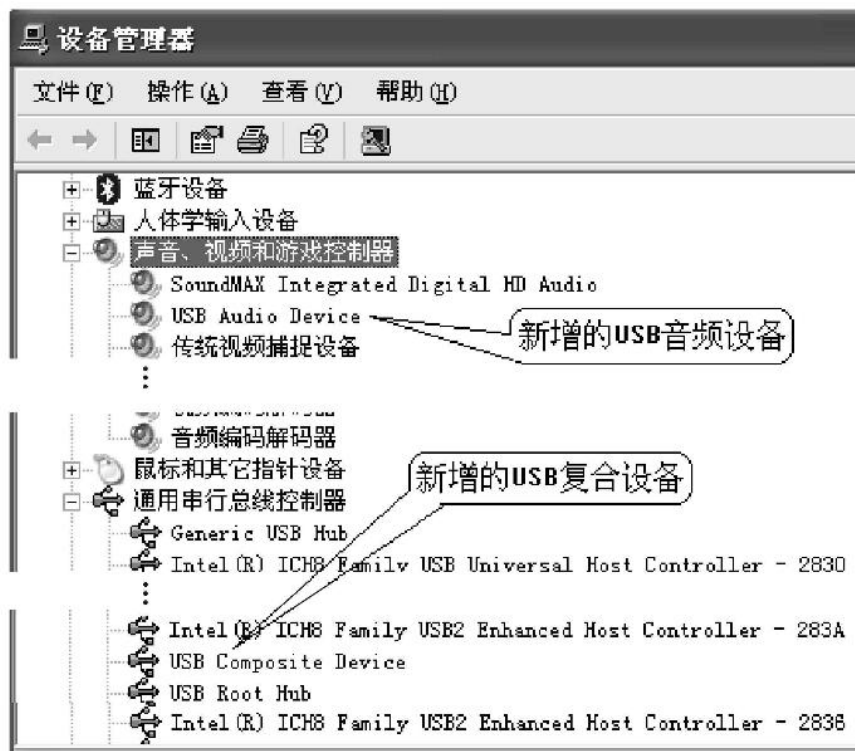 设备管理器
文件(F) 操作(A) 查看(V) 帮助(H)
蓝牙设备
人体学输入设备
声音、视频和游戏控制器
SoundMAX Integrated Digital HD Audio
USB Audio Device
新增的USB音频设备
传统视频捕捉设备
音频编码解码器
鼠标和其它指针设备
新增的USB复合设备
通用串行总线控制器
Generic USB Hub
Intel(R) ICH8 Family USB Universal Host Controller - 2830
Intel(R) ICH8 Family USB2 Enhanced Host Controller - 283A
USB Composite Device
USB Root Hub
Intel(R) ICH8 Family USB2 Enhanced Host Controller - 2836